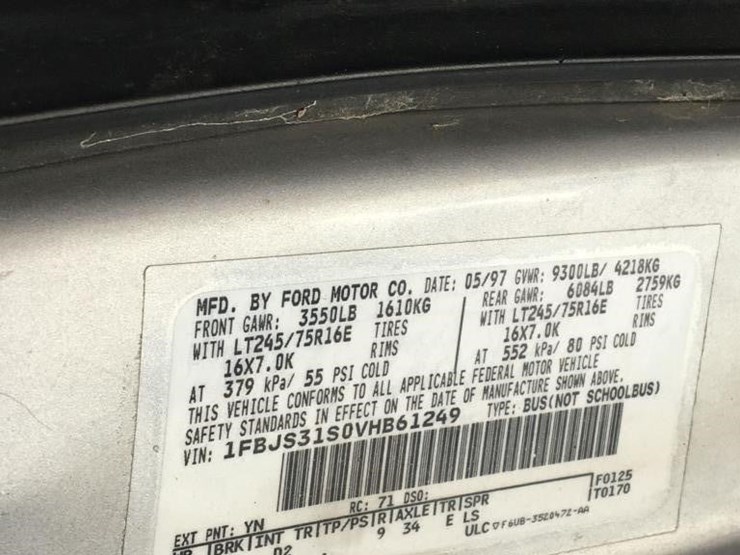 MFD. BY FORD MOTOR CO. DATE: 05/97 GVWR: 9300LB/ 4218KG
FRONT GAWR: 3550LB 1610KG REAR GAWR: 6084LB 2759KG
WITH LT245/75R16E TIRES WITH LT245/75R16E TIRES
16X7.0K RIMS 16X7.0K RIMS
AT 379 kPa/ 55 PSI COLD AT 552 kPa/ 80 PSI COLD
THIS VEHICLE CONFORMS TO ALL APPLICABLE FEDERAL MOTOR VEHICLE
SAFETY STANDARDS IN EFFECT ON THE DATE OF MANUFACTURE SHOWN ABOVE.
VIN: 1FBJS31S0VHB61249 TYPE: BUS(NOT SCHOOLBUS)
F0125
T0170
EXT PNT: YN RC: 71 DSO:
BRK INT TR TP/PS R AXLE TR SPR
D2 9 34 E LS
ULC